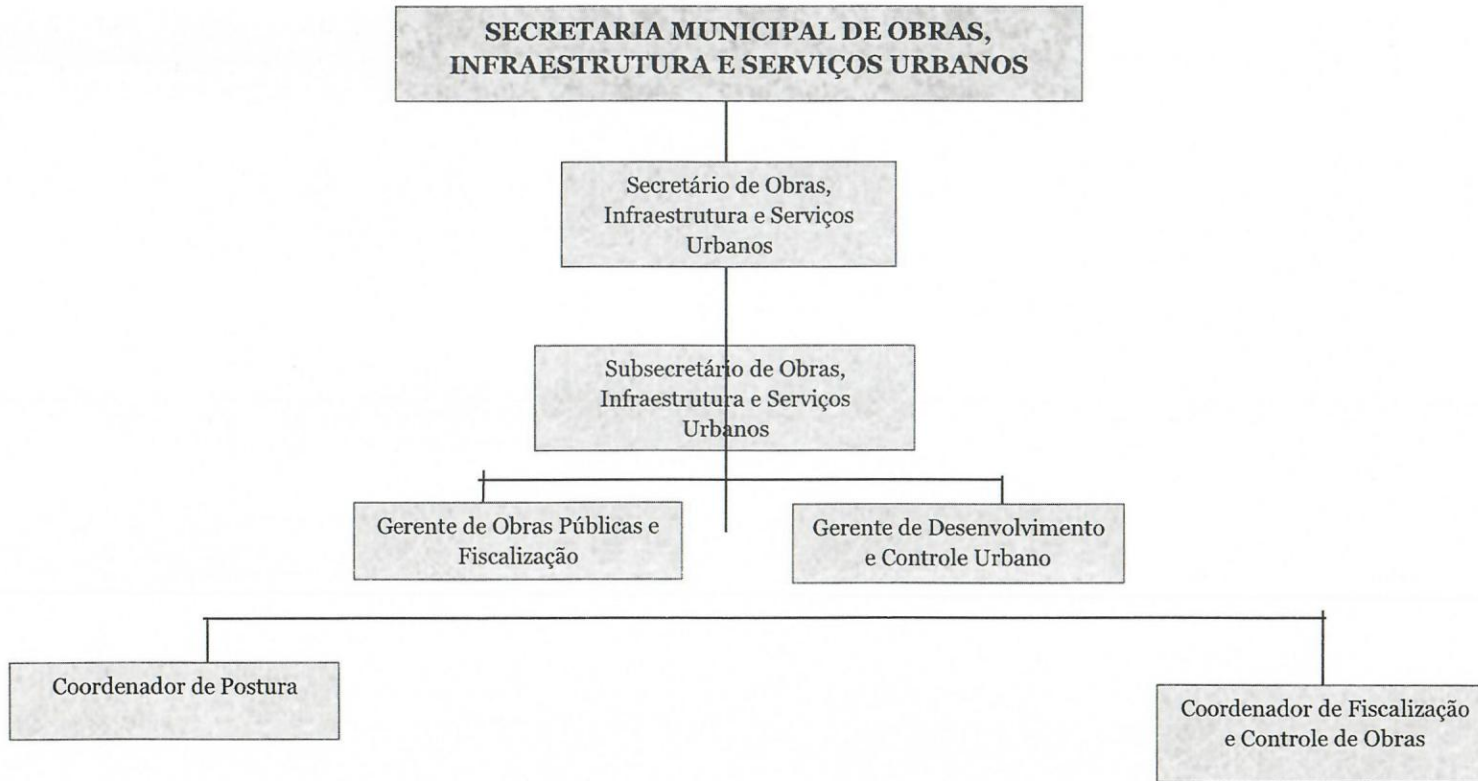 SECRETARIA MUNICIPAL DE OBRAS,
INFRAESTRUTURA E SERVIÇOS URBANOS
Secretário de Obras,
Infraestrutura e Serviços
Urbanos
Subsecretário de Obras,
Infraestrutura e Serviços
Urbanos
Gerente de Obras Públicas e
Fiscalização
Gerente de Desenvolvimento
e Controle Urbano
Coordenador de Postura
Coordenador de Fiscalização
e Controle de Obras